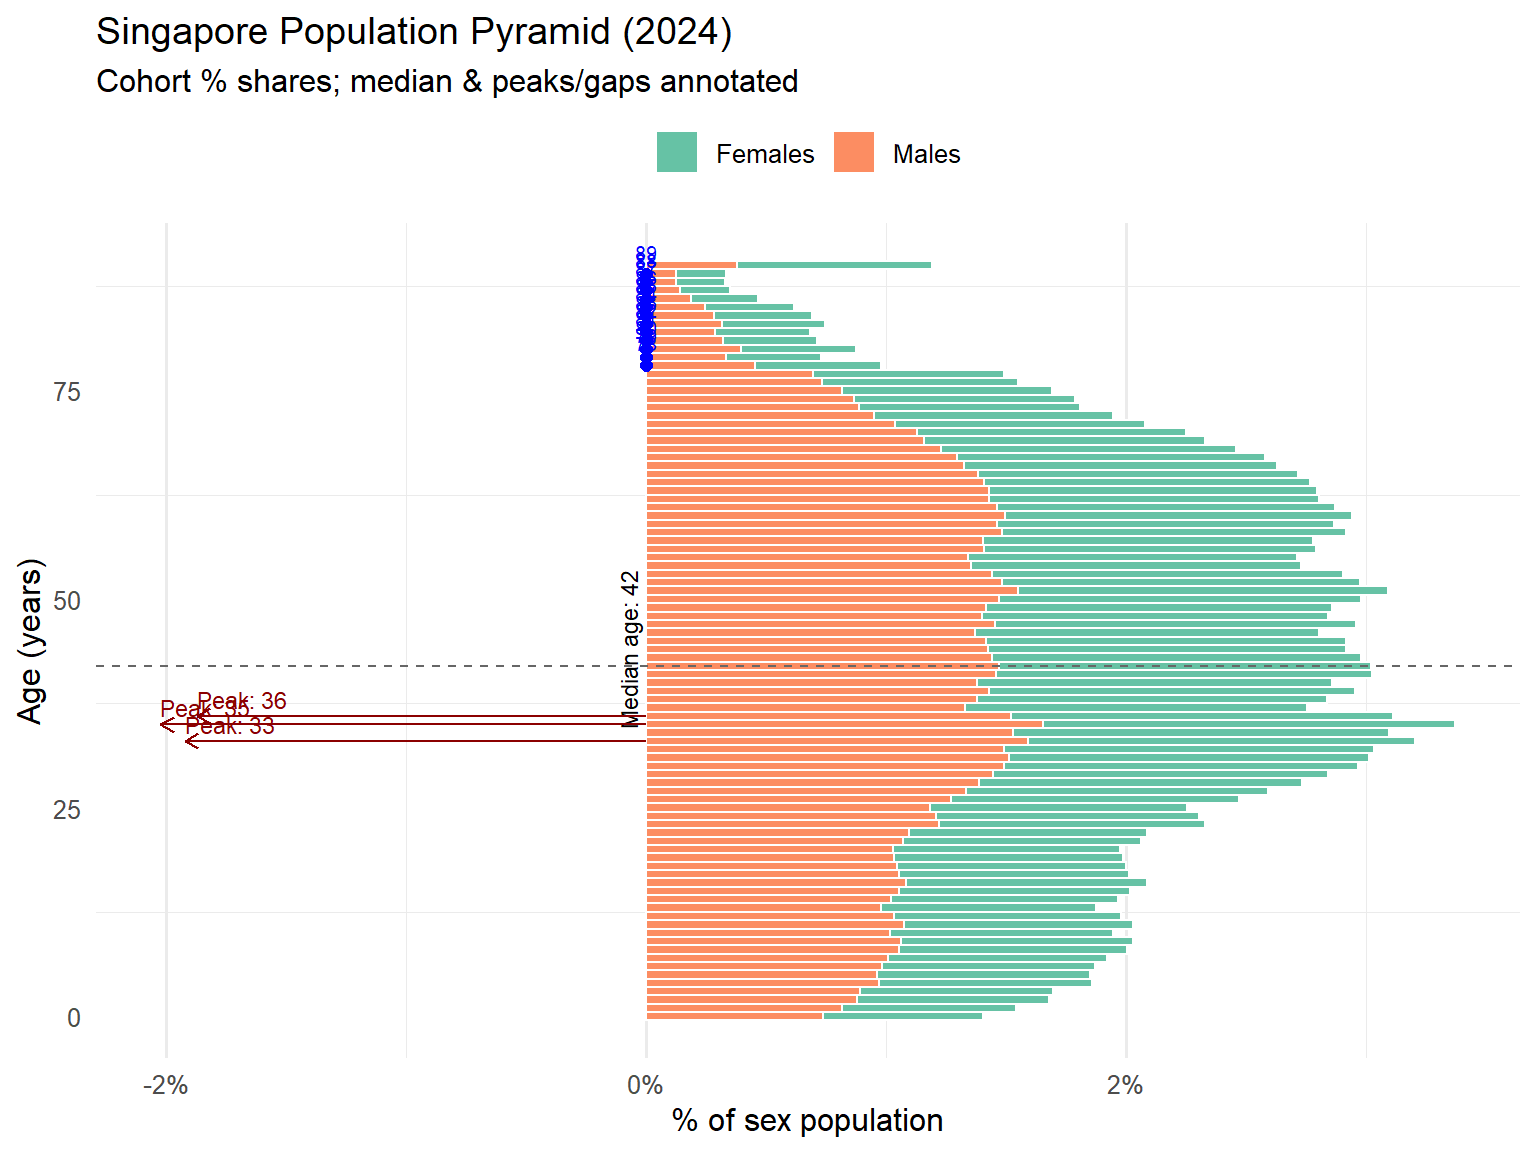 Singapore Population Pyramid (2024)
Cohort % shares; median & peaks/gaps annotated
Females
Males
75
50
25
0
Age (years)
Median age: 42
Peak: 36
Peak: 35
Peak: 33
-2%
0%
2%
% of sex population